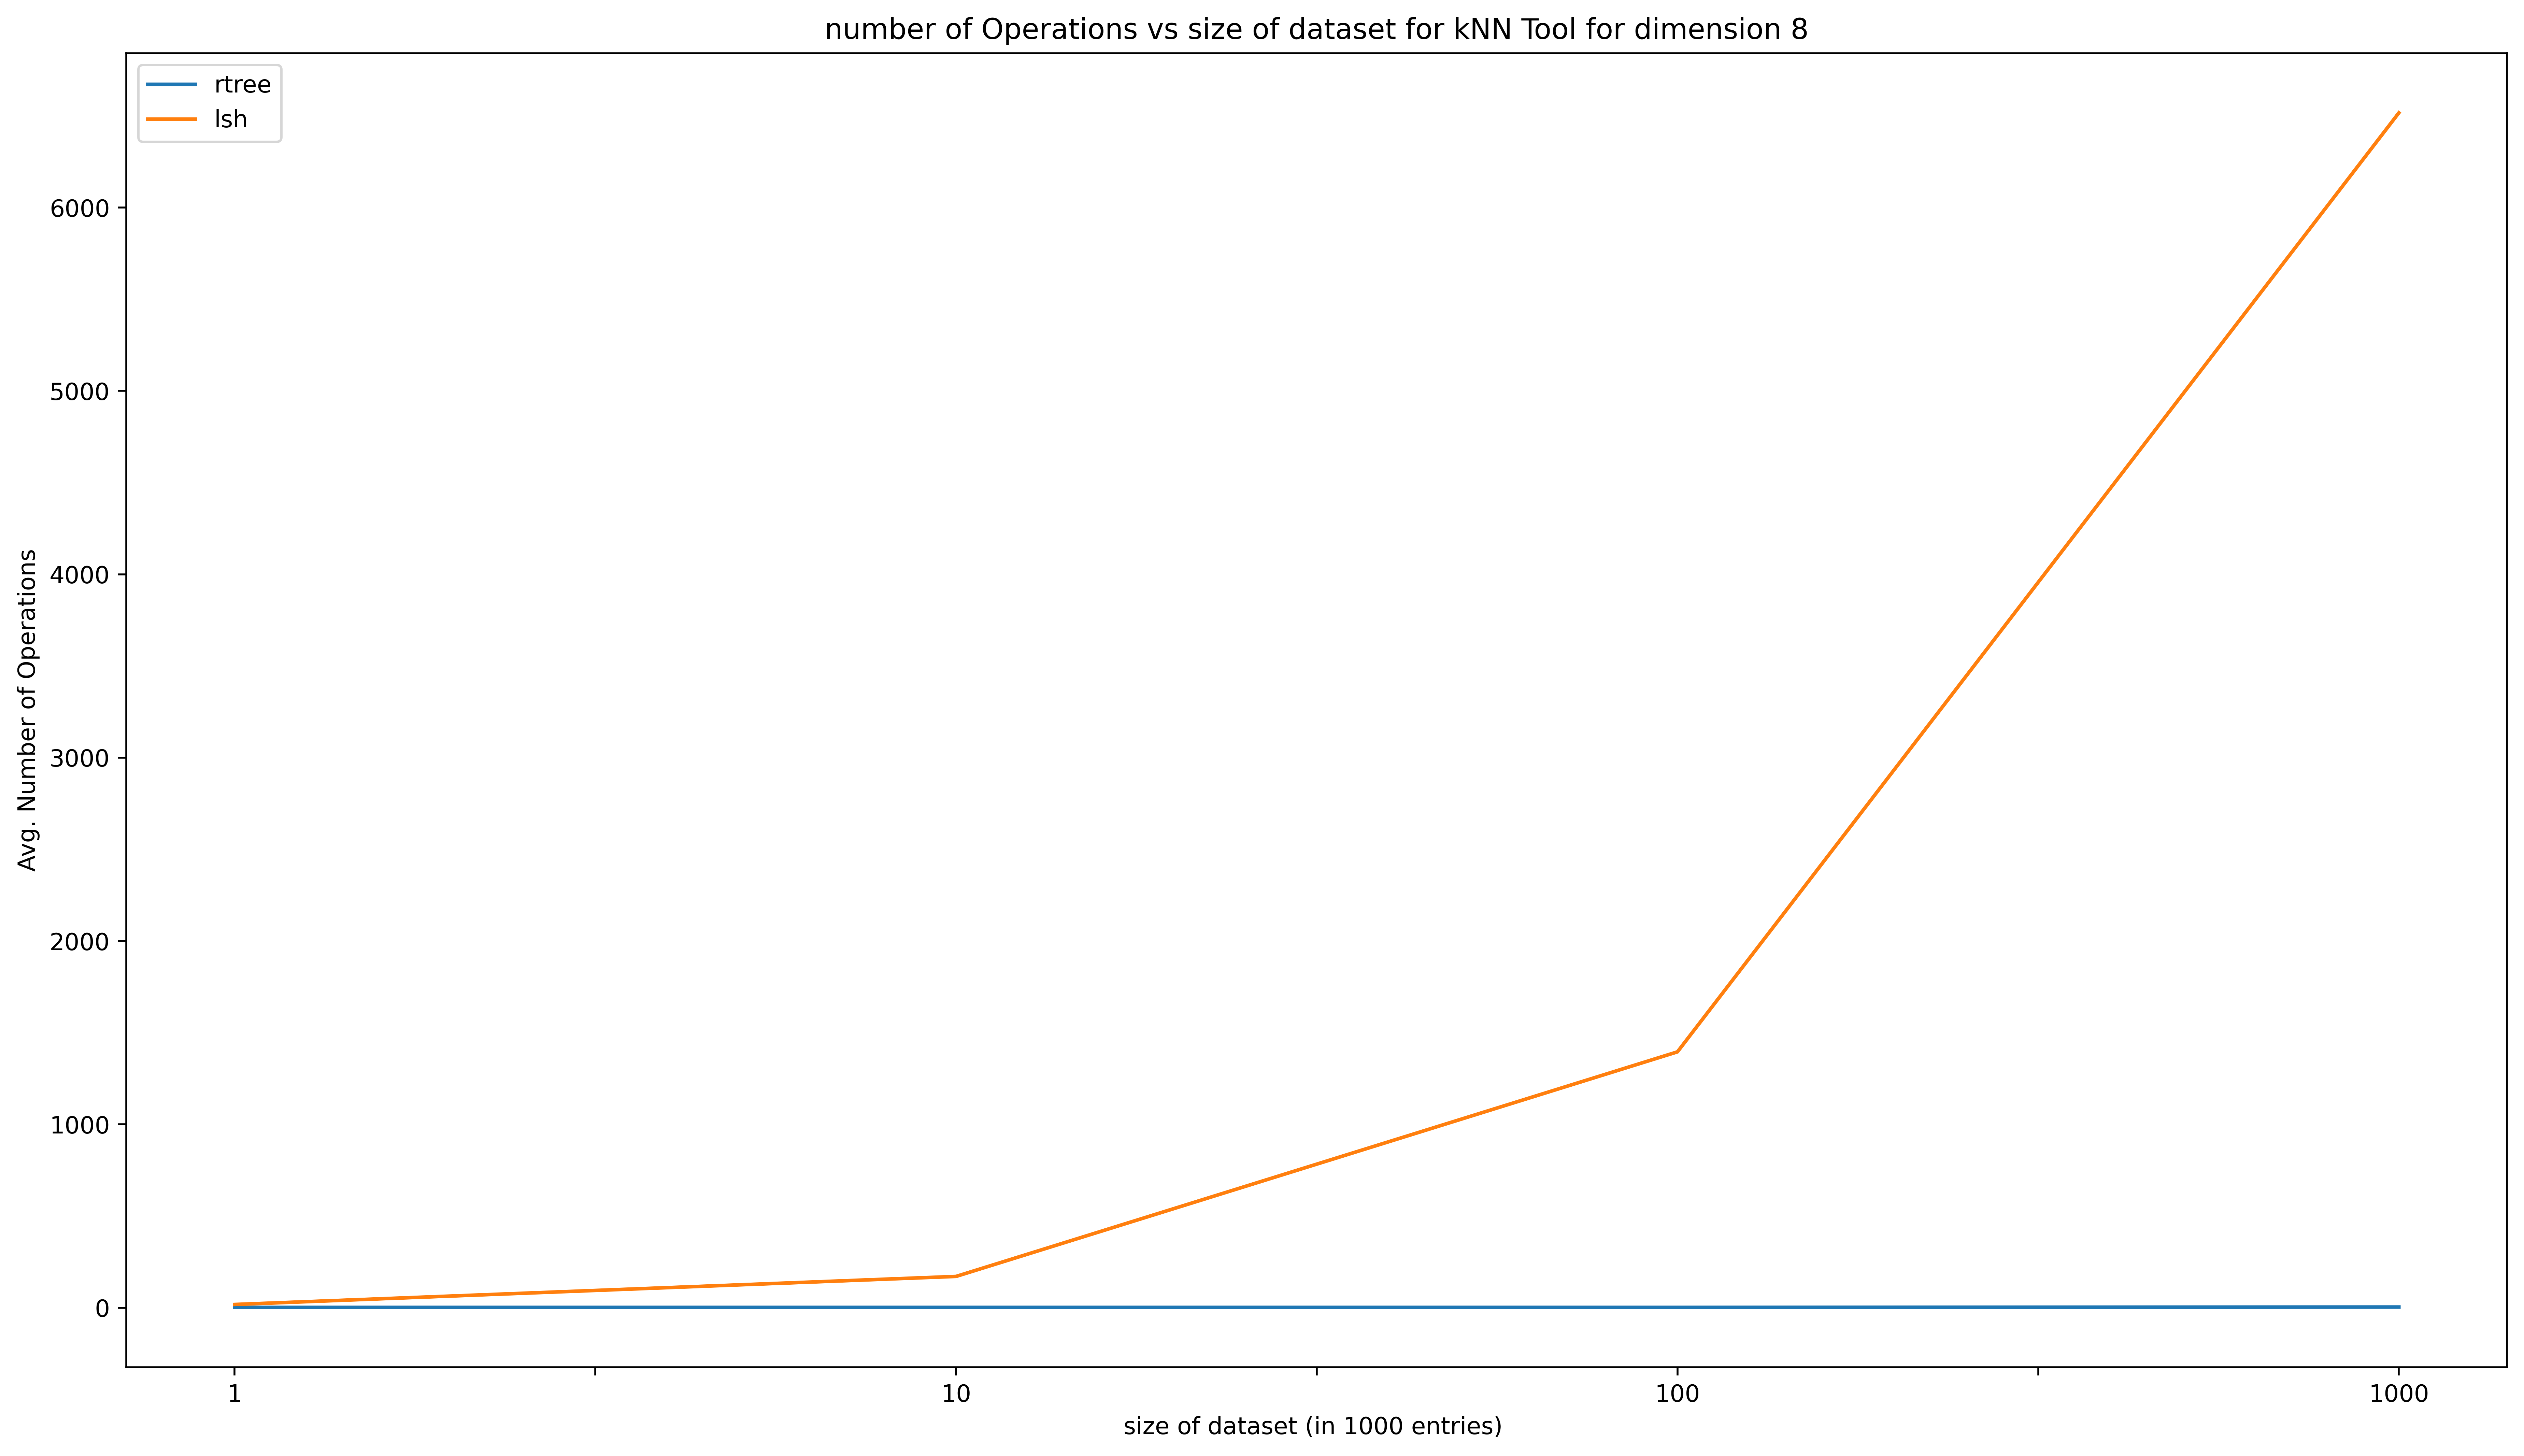 number of Operations vs size of dataset for kNN Tool for dimension 8
rtree
lsh
6000
5000
4000
3000
2000
1000
0
Avg. Number of Operations
1 10 100 1000
size of dataset (in 1000 entries)